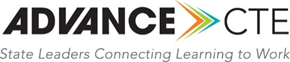 ADVANCE CTE
State Leaders Connecting Learning to Work